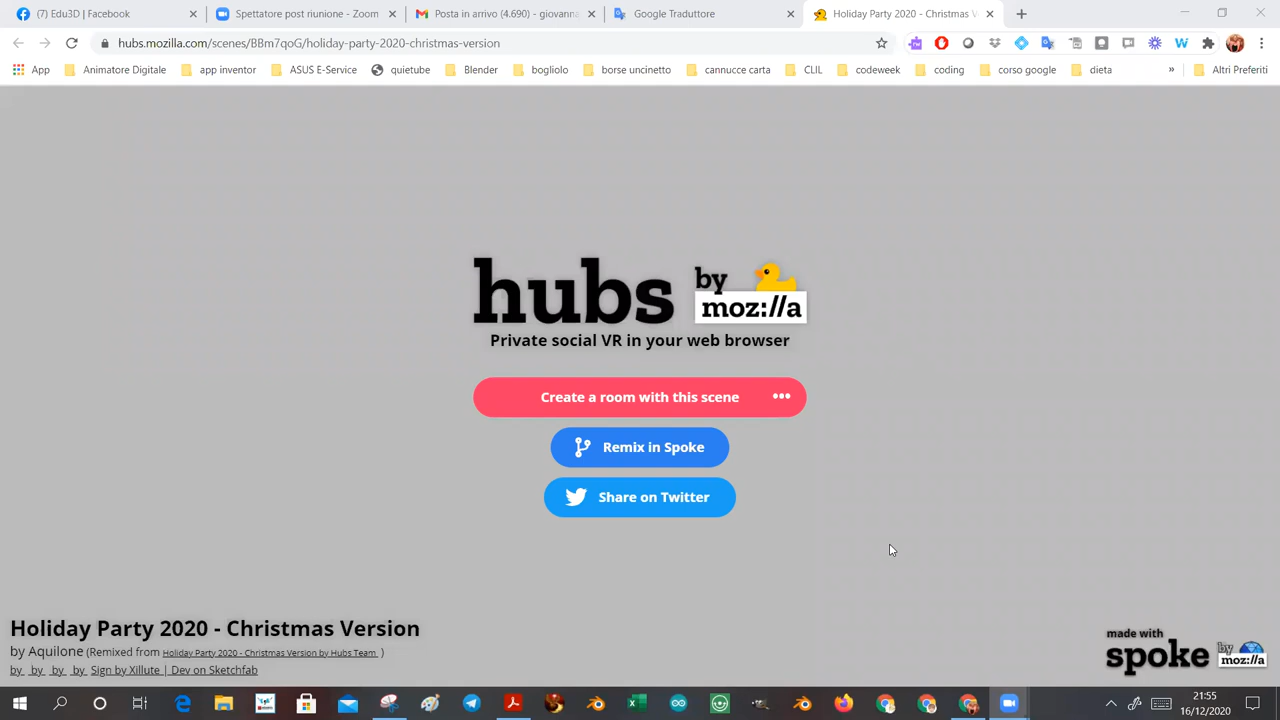 (7) Edu3D | Facebook
Spettatore post riunione - Zoom
Posta in arrivo (4.690) - giovanna
Google Traduttore
Holiday Party 2020 - Christmas V
hubs.mozilla.com/scenes/BBm7qqG/holiday-party-2020-christmas-version
App
Animatore Digitale
app inventor
ASUS E-Service
quietube
Blender
bogliolo
borse uncinetto
cannucce carta
CLIL
codeweek
coding
corso google
dieta
»
Altri Preferiti
hubs by
moz://a
Private social VR in your web browser
Create a room with this scene
Remix in Spoke
Share on Twitter
Holiday Party 2020 - Christmas Version
by Aquilone (Remixed from Holiday Party 2020 - Christmas Version by Hubs Team )
by by by by Sign by Xillute | Dev on Sketchfab
made with
spoke by
moz://a
21:55
16/12/2020